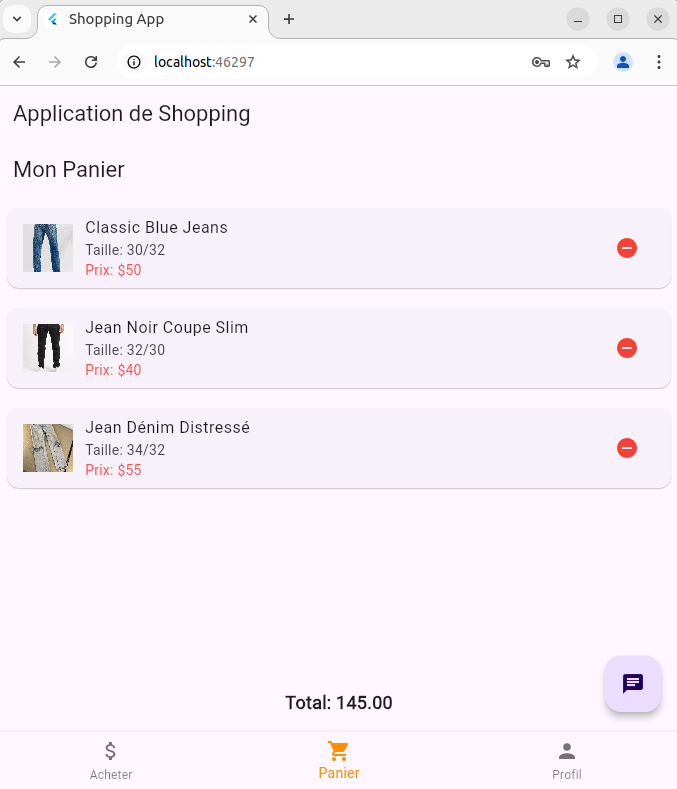 Shopping App
localhost:46297
Application de Shopping
Mon Panier
Classic Blue Jeans
Taille: 30/32
Prix: $50
Jean Noir Coupe Slim
Taille: 32/30
Prix: $40
Jean Dénim Distressé
Taille: 34/32
Prix: $55
Total: 145.00
Acheter
Panier
Profil